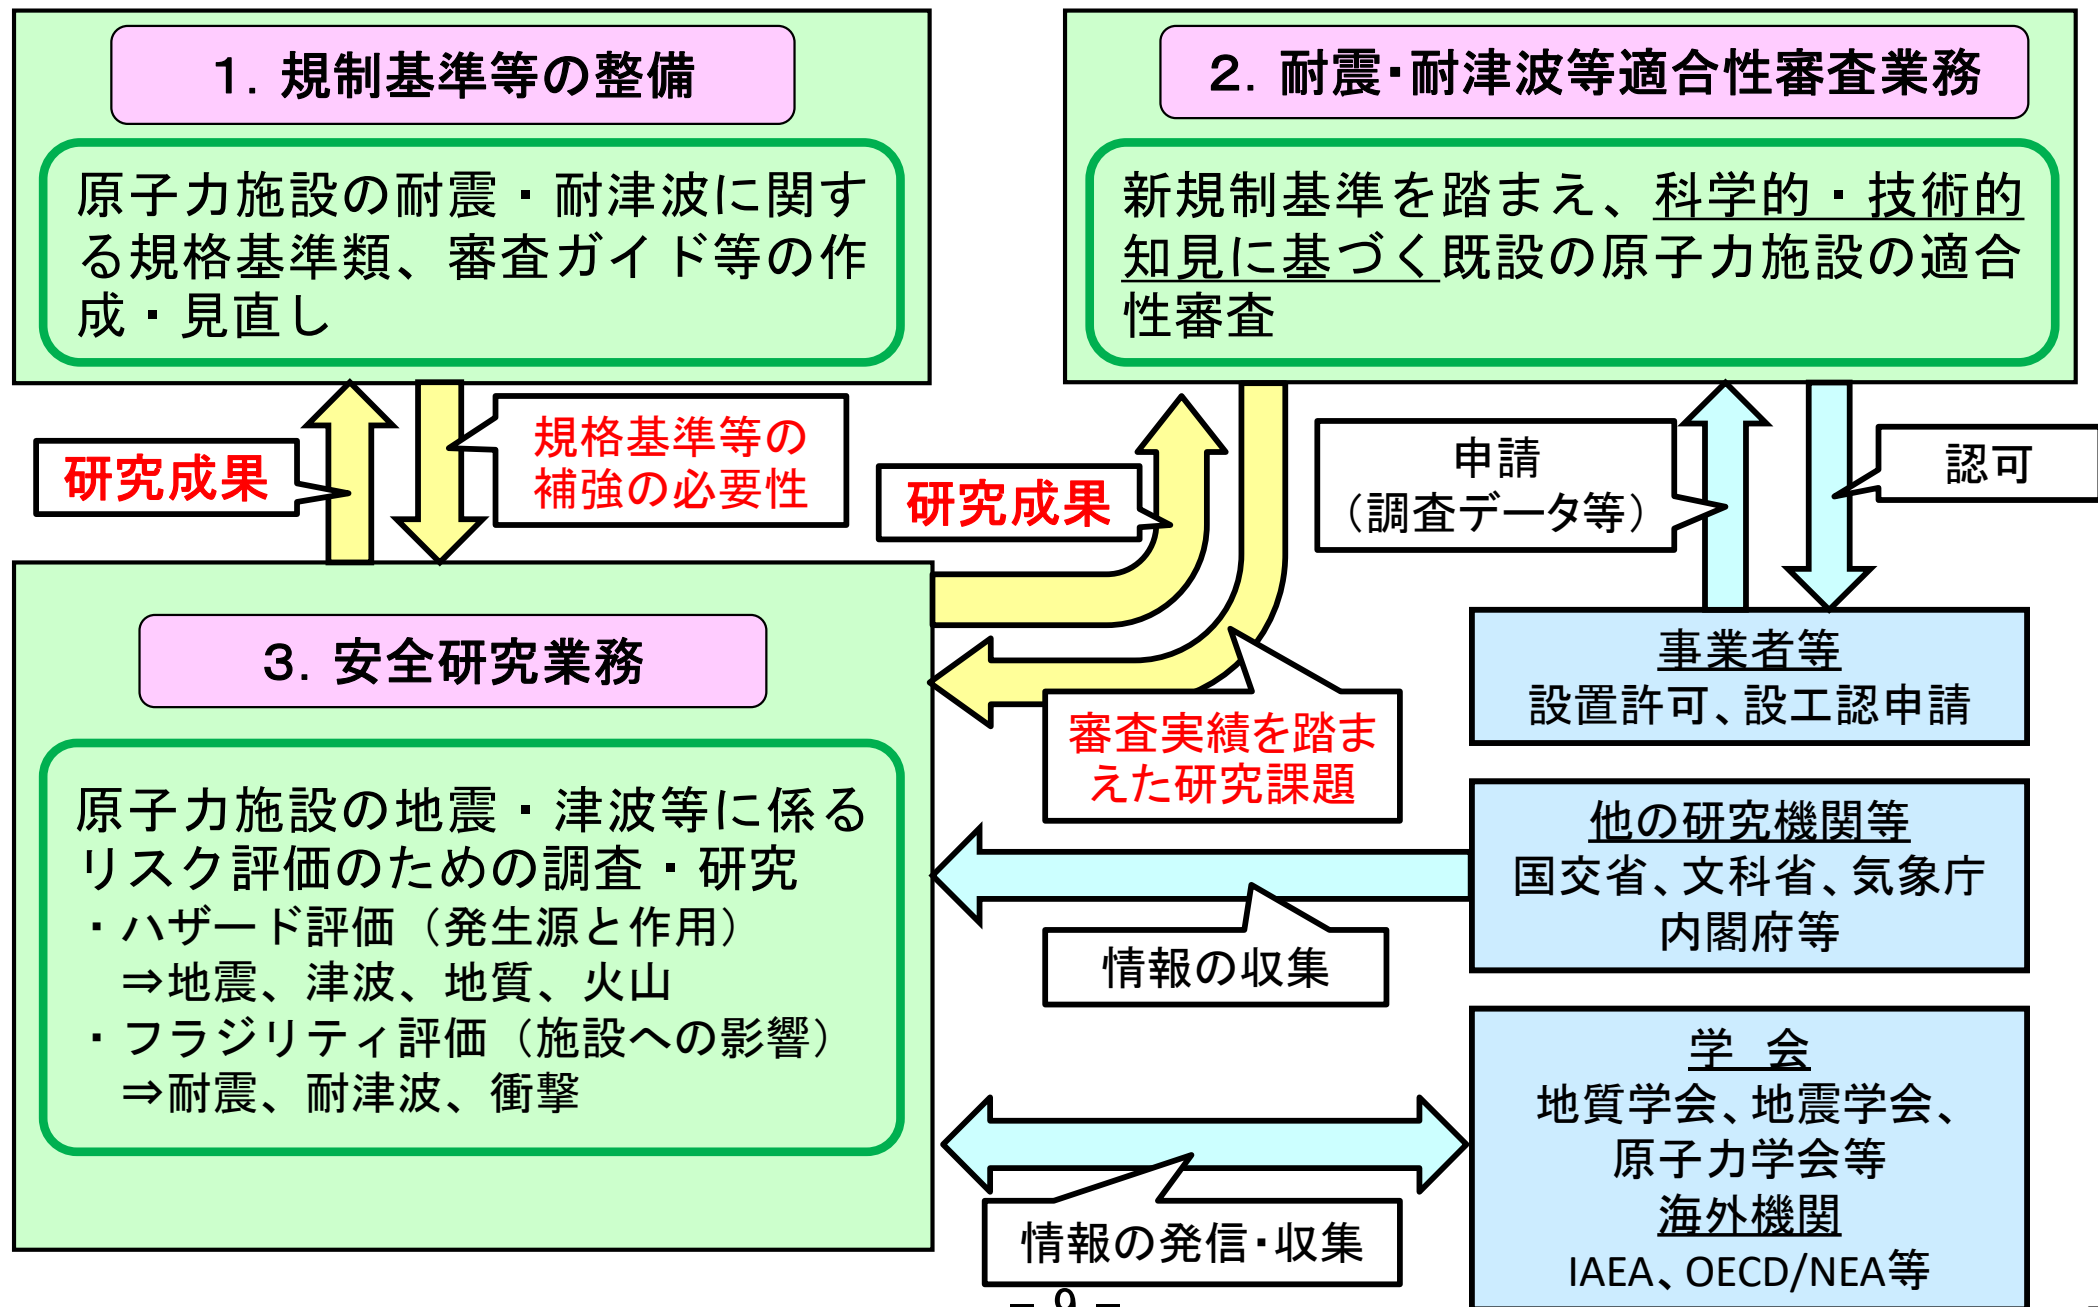 1．規制基準等の整備
原子力施設の耐震・耐津波に関す
る規格基準類、審査ガイド等の作
成・見直し
2．耐震・耐津波等適合性審査業務
新規制基準を踏まえ、科学的・技術的
知見に基づく既設の原子力施設の適合
性審査
研究成果
規格基準等の
補強の必要性
研究成果
申請
（調査データ等）
認可
3．安全研究業務
原子力施設の地震・津波等に係る
リスク評価のための調査・研究
・ハザード評価（発生源と作用）
⇒地震、津波、地質、火山
・フラジリティ評価（施設への影響）
⇒耐震、耐津波、衝撃
審査実績を踏ま
えた研究課題
事業者等
設置許可、設工認申請
他の研究機関等
国交省、文科省、気象庁
内閣府等
情報の収集
学　会
地質学会、地震学会、
原子力学会等
海外機関
IAEA、OECD/NEA等
情報の発信・収集
- 9 -